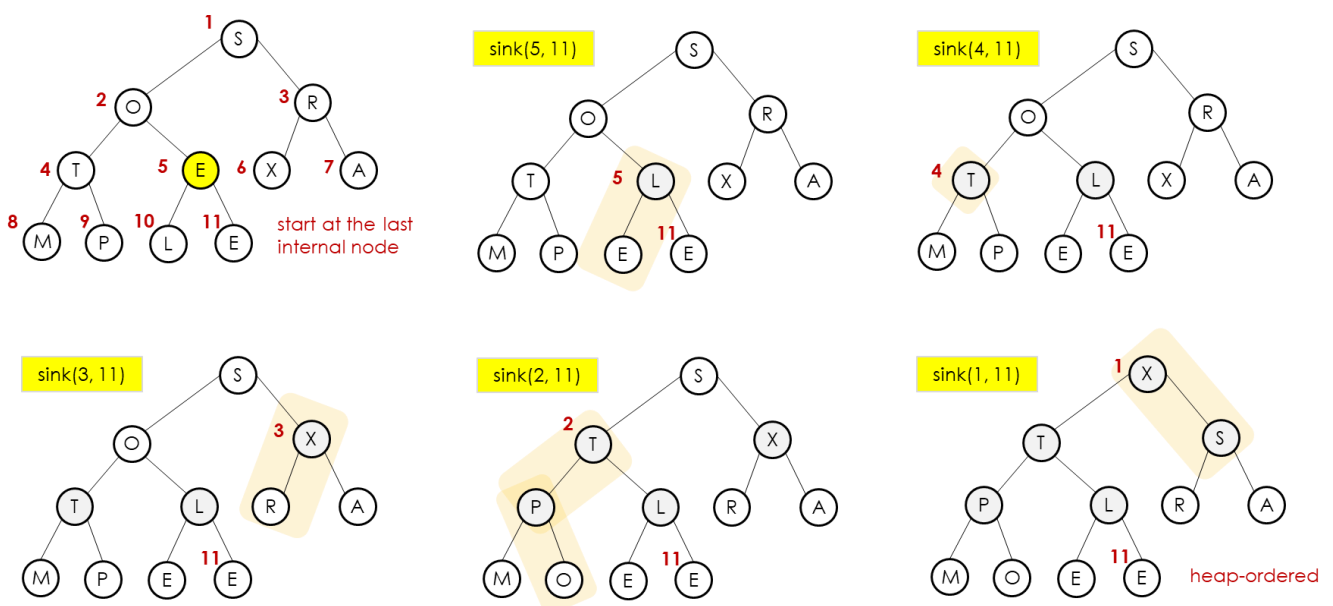 1
S
2
O
3
R
4
T
5
E
6
X
7
A
8
M
9
P
10
L
11
E
start at the last
internal node
sink(5, 11)
S
O
R
T
5
L
X
A
M
P
E
11
E
sink(4, 11)
S
O
R
4
T
L
X
A
M
P
E
11
E
sink(3, 11)
S
O
3
X
T
L
R
A
M
P
E
11
E
sink(2, 11)
S
2
T
X
P
L
R
A
M
O
E
11
E
sink(1, 11)
1
X
T
S
P
L
R
A
M
O
E
11
E
heap-ordered